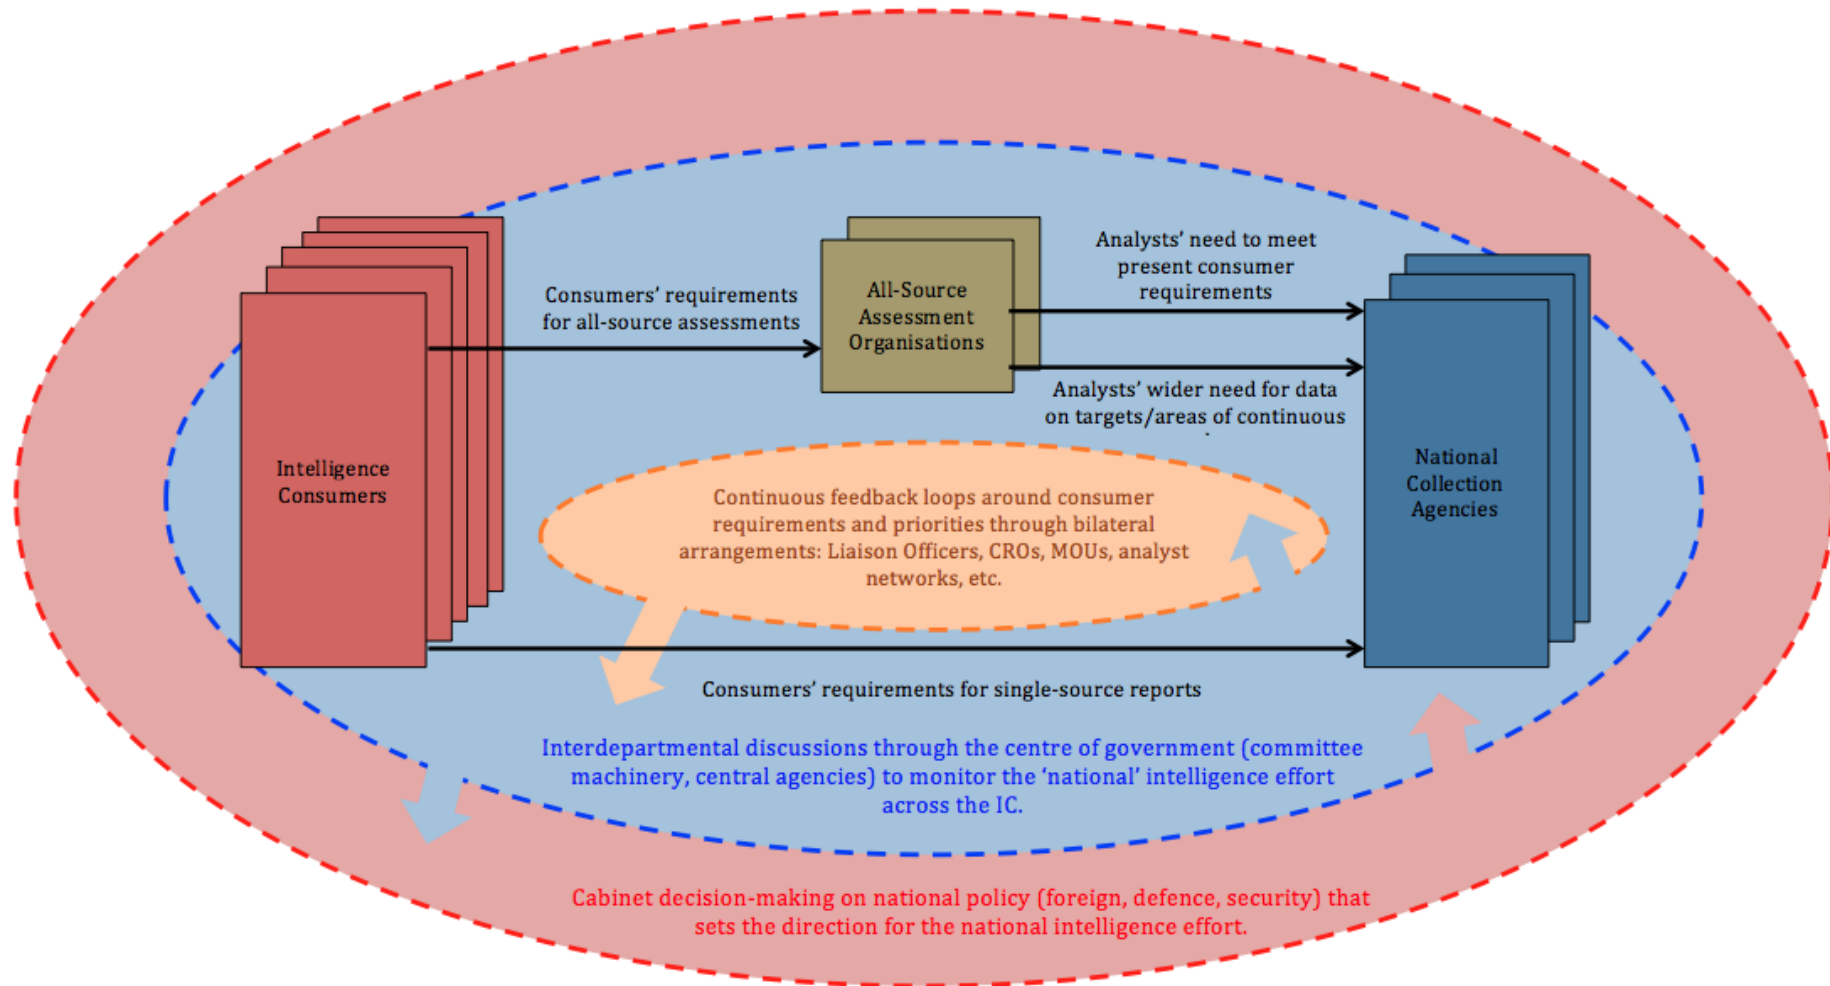 Analysts’ need to meet
present consumer
requirements
Consumers’ requirements
for all-source assessments
All-Source
Assessment
Organisations
Analysts’ wider need for data
on targets/areas of continuous
Intelligence
Consumers
National
Collection
Agencies
Continuous feedback loops around consumer
requirements and priorities through bilateral
arrangements: Liaison Officers, CROs, MOUs, analyst
networks, etc.
Consumers’ requirements for single-source reports
Interdepartmental discussions through the centre of government (committee
machinery, central agencies) to monitor the ‘national’ intelligence effort
across the IC.
Cabinet decision-making on national policy (foreign, defence, security) that
sets the direction for the national intelligence effort.